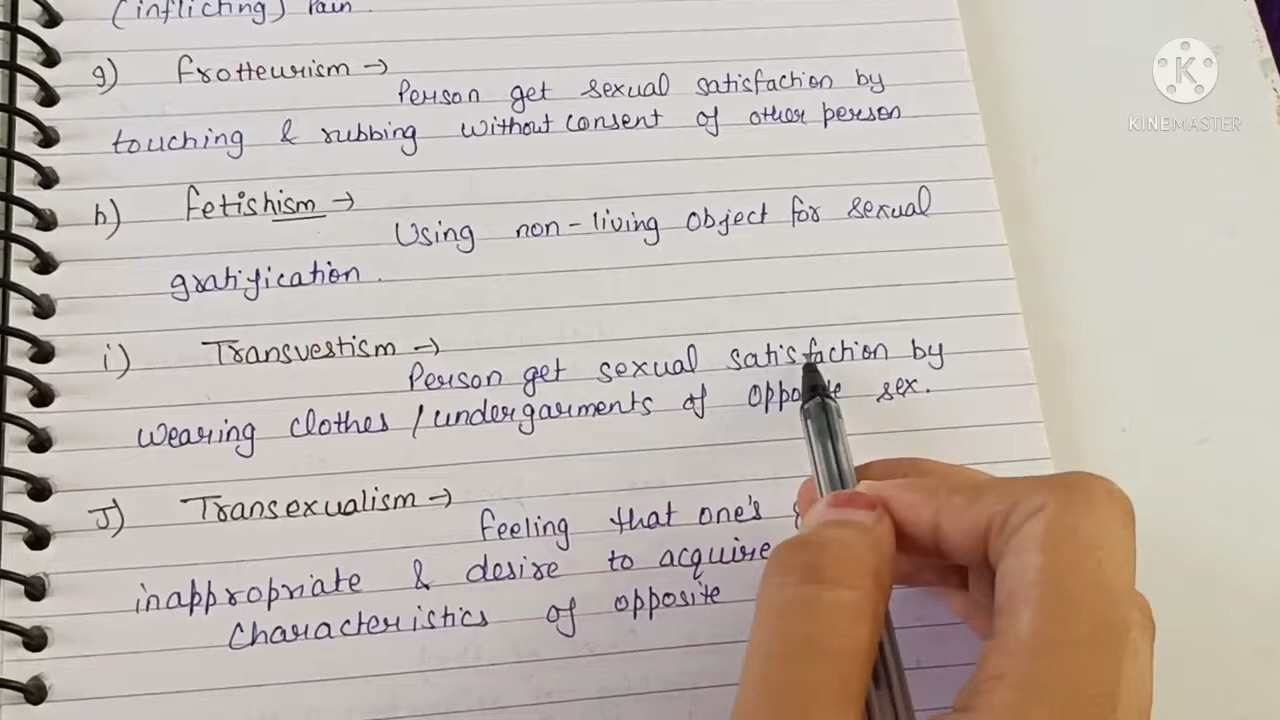 (inflicting) Pain.
g) frotteurism →
Person get sexual satisfaction by
touching & rubbing without consent of other person
h) fetishism →
Using non-living object for sexual
gratification.
i) Transvestism →
Person get sexual satisfaction by
wearing clothes / undergarments of opposite sex.
J) Transexualism →
feeling that one's
inappropriate & desire to acquire
characteristics of opposite
KINEMASTER